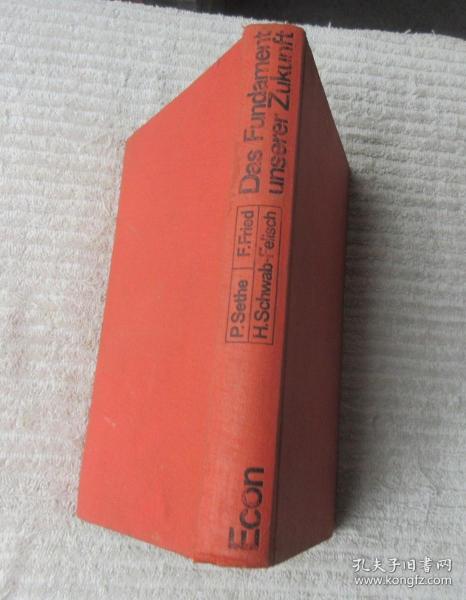 Das Fundament
unserer Zukunft
P.Sethe F.Fried
H.Schwab-Felisch
Econ
孔夫子旧书网
www.kongfz.com